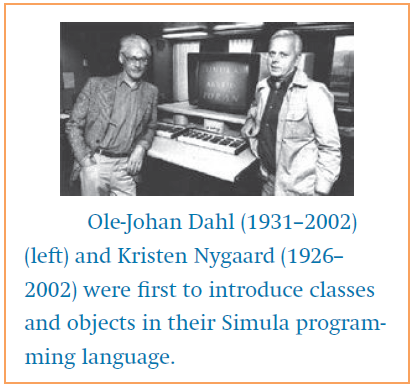 Ole-Johan Dahl (1931–2002)
(left) and Kristen Nygaard (1926–
2002) were first to introduce classes
and objects in their Simula program-
ming language.